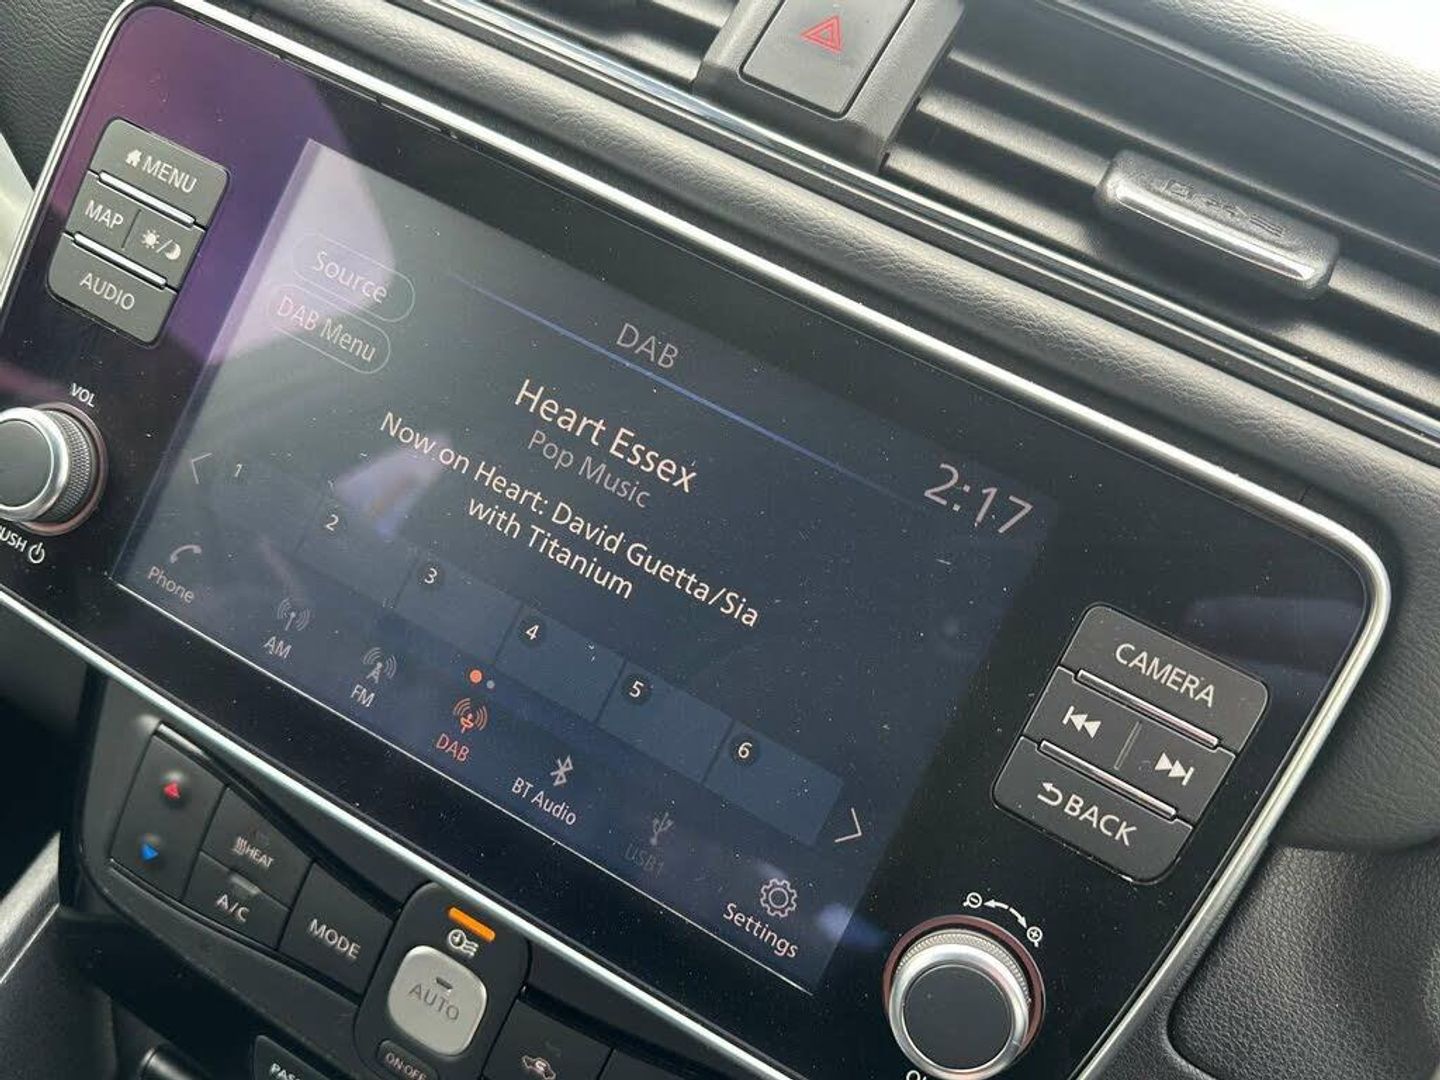 MENU
MAP
AUDIO
VOL
PUSH
Source
DAB Menu
DAB
2:17
Heart Essex
Pop Music
Now on Heart: David Guetta/Sia
with Titanium
1
2
3
4
5
6
Phone
AM
FM
DAB
BT Audio
USB1
Settings
CAMERA
BACK
HEAT
A/C
MODE
AUTO
ON·OFF